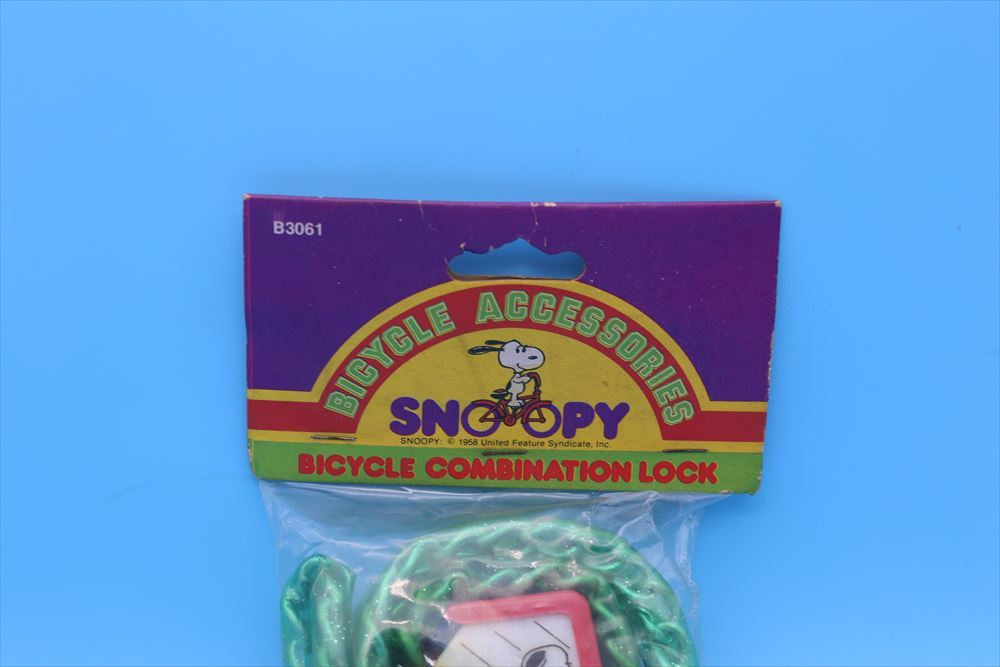 B3061
BICYCLE ACCESSORIES
SNOOPY
SNOOPY: © 1958 United Feature Syndicate, Inc.
BICYCLE COMBINATION LOCK